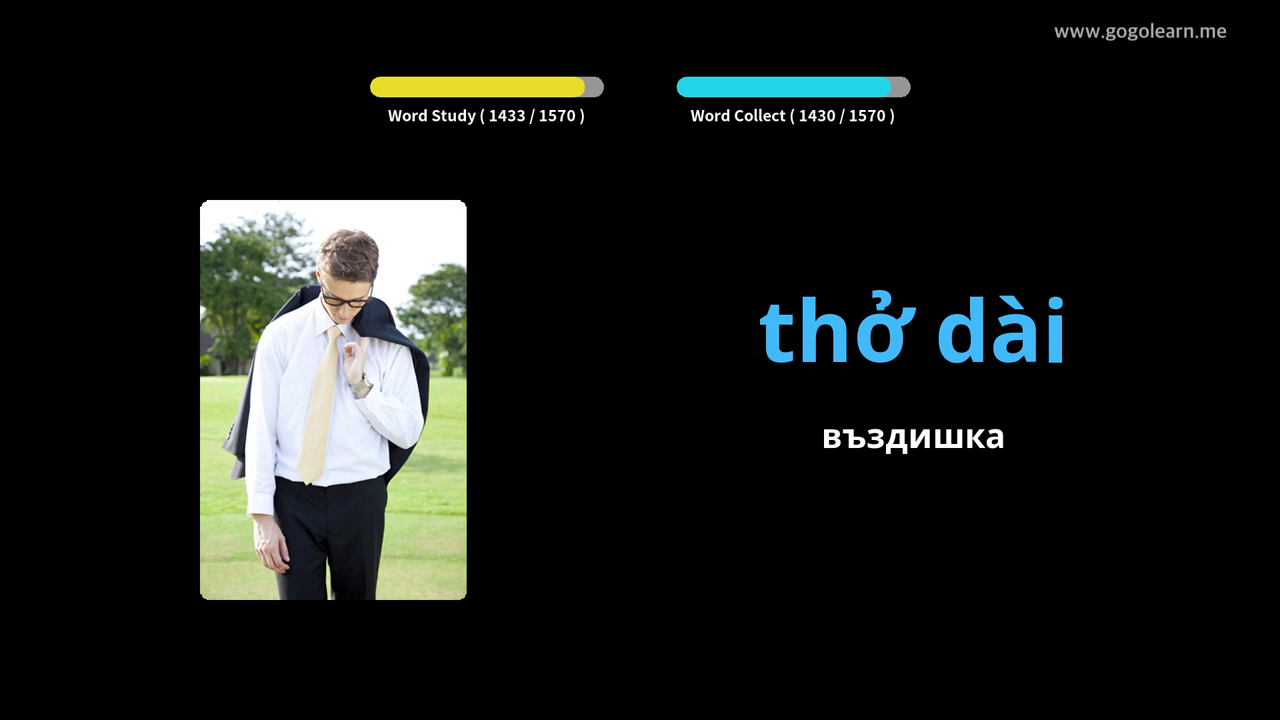 www.gogolearn.me
Word Study ( 1433 / 1570 )
Word Collect ( 1430 / 1570 )
thở dài
въздишка